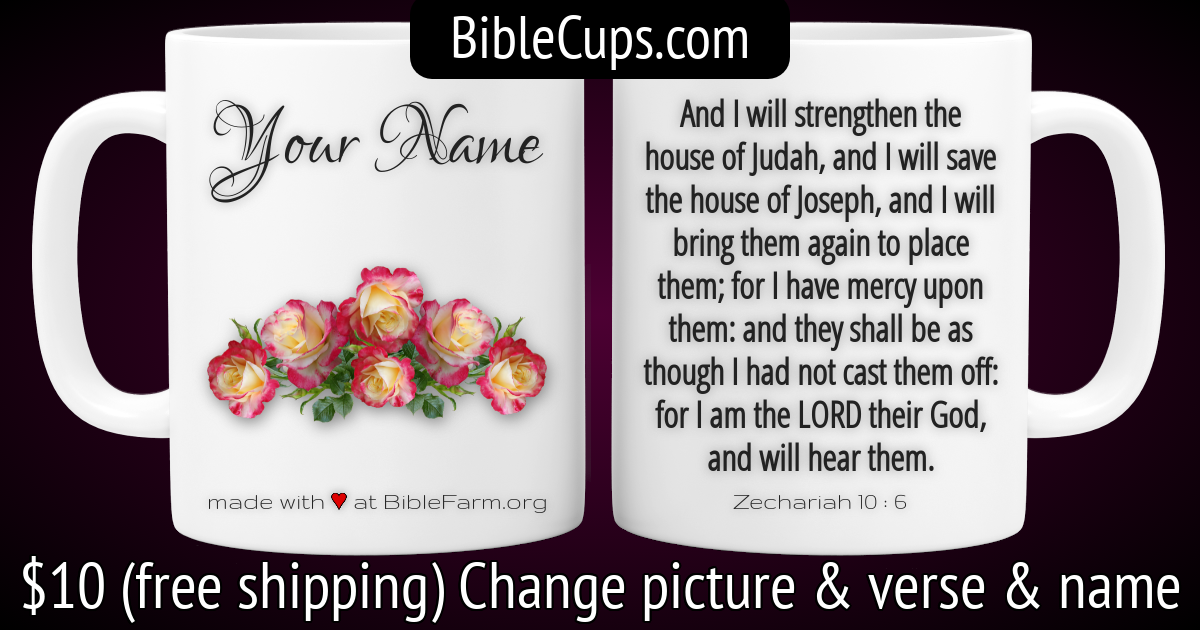 BibleCups.com
Your Name
made with ♥ at BibleFarm.org
And I will strengthen the
house of Judah, and I will save
the house of Joseph, and I will
bring them again to place
them; for I have mercy upon
them: and they shall be as
though I had not cast them off:
for I am the LORD their God,
and will hear them.
Zechariah 10 : 6
$10 (free shipping) Change picture & verse & name